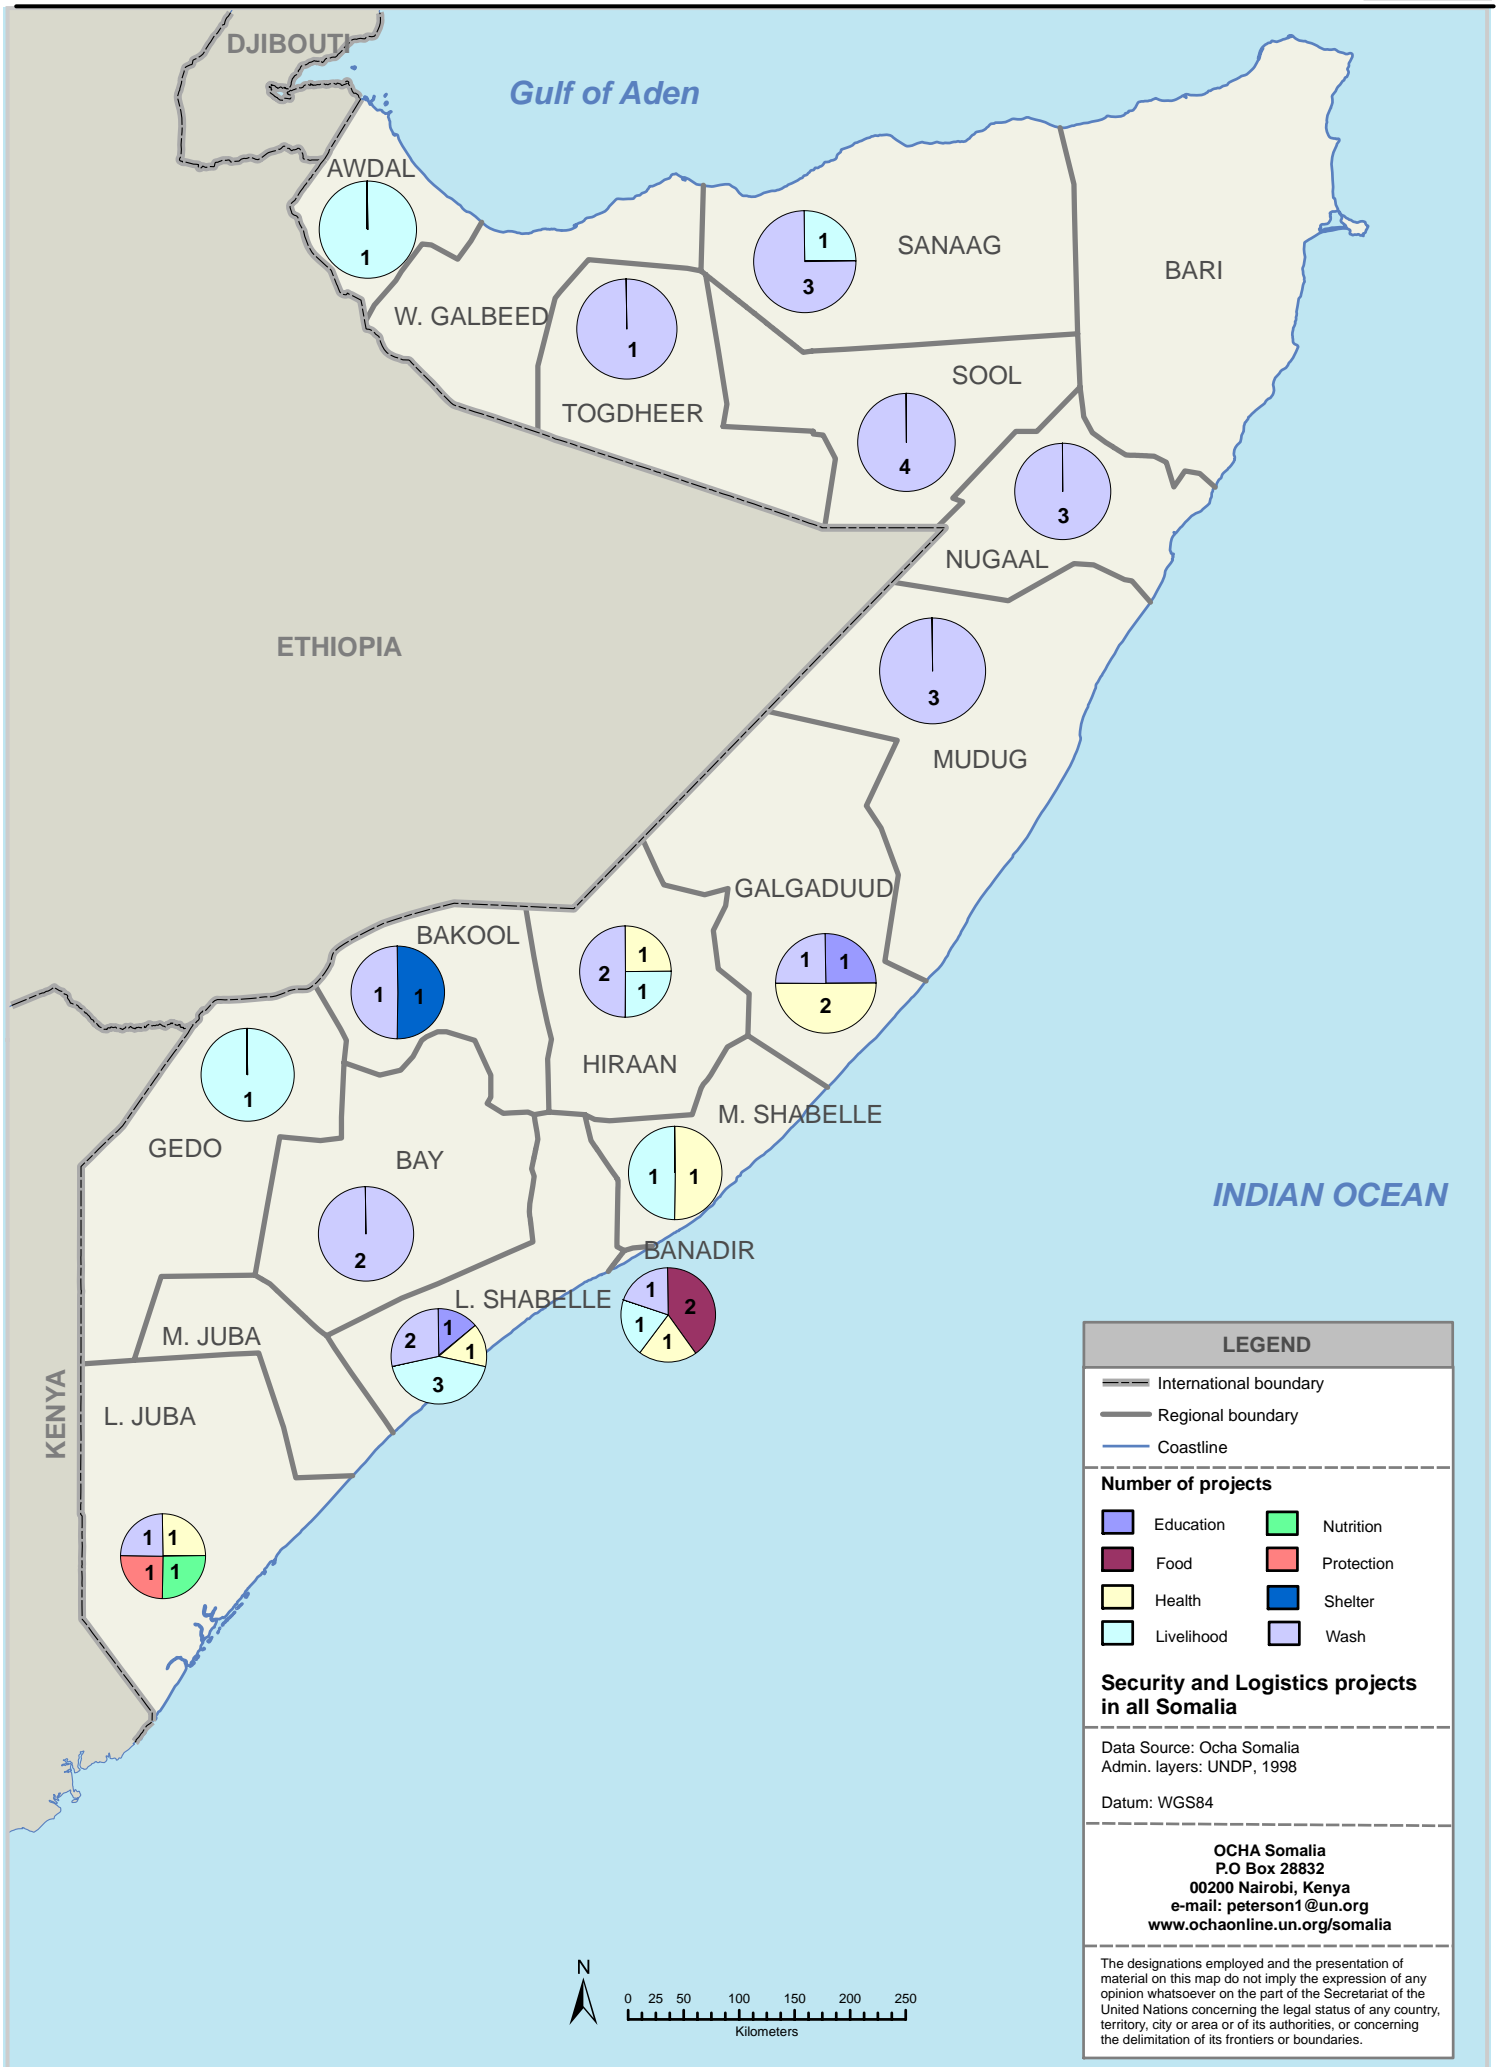 DJIBOUTI
Gulf of Aden
AWDAL
1
SANAAG
1
3
BARI
W. GALBEED
1
TOGDHEER
SOOL
4
3
NUGAAL
ETHIOPIA
3
MUDUG
GALGADUUD
1
1
2
BAKOOL
1
1
2
1
1
HIRAAN
1
GEDO
M. SHABELLE
1
1
BAY
2
INDIAN OCEAN
BANADIR
1
2
1
1
L. SHABELLE
2
1
1
3
M. JUBA
KENYA
L. JUBA
1
1
1
1
LEGEND
International boundary
Regional boundary
Coastline
Number of projects
Education
Nutrition
Food
Protection
Health
Shelter
Livelihood
Wash
Security and Logistics projects
in all Somalia
Data Source: Ocha Somalia
Admin. layers: UNDP, 1998
Datum: WGS84
OCHA Somalia
P.O Box 28832
00200 Nairobi, Kenya
e-mail: peterson1@un.org
www.ochaonline.un.org/somalia
The designations employed and the presentation of
material on this map do not imply the expression of any
opinion whatsoever on the part of the Secretariat of the
United Nations concerning the legal status of any country,
territory, city or area or of its authorities, or concerning
the delimitation of its frontiers or boundaries.
N
0 25 50 100 150 200 250
Kilometers